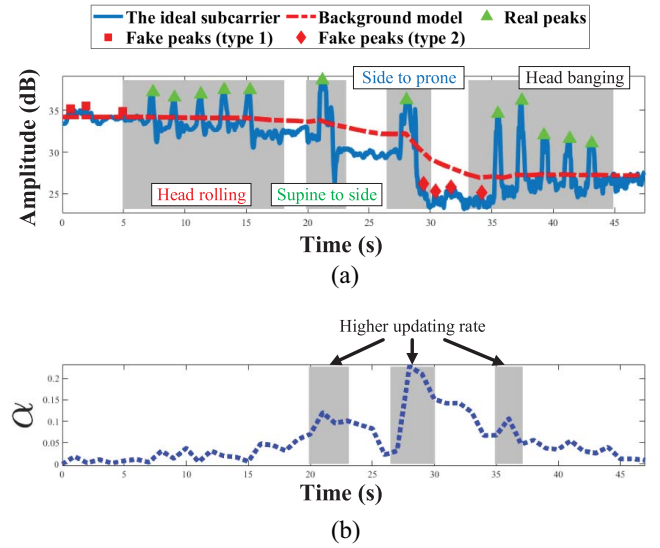 The ideal subcarrier Background model Real peaks
Fake peaks (type 1) Fake peaks (type 2)
Amplitude (dB)
35
30
25
Side to prone
Head banging
Head rolling
Supine to side
0 5 10 15 20 25 30 35 40 45
Time (s)
(a)
Higher updating rate
α
0.2
0.15
0.1
0.05
0
0 5 10 15 20 25 30 35 40 45
Time (s)
(b)